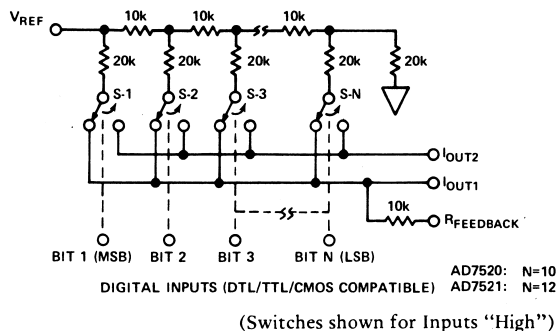 V REF
10k 10k 10k
20k 20k 20k 20k 20k
S-1 S-2 S-3 S-N
IOUT2
IOUT1
10k
RFEEDBACK
BIT 1 (MSB) BIT 2 BIT 3 BIT N (LSB)
AD7520: N=10
DIGITAL INPUTS (DTL/TTL/CMOS COMPATIBLE) AD7521: N=12
(Switches shown for Inputs "High")